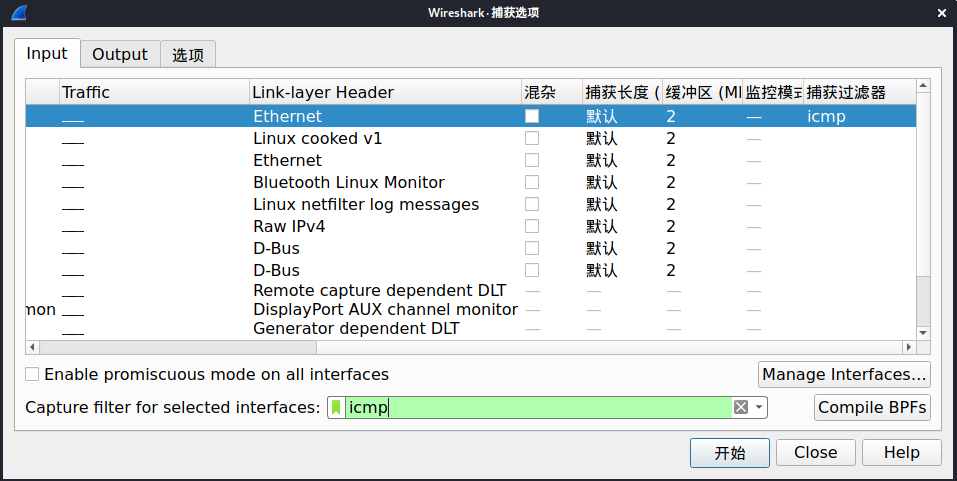 Wireshark·捕获选项
Input Output 选项
Traffic Link-layer Header 混杂 捕获长度 ( 缓冲区 (MI 监控模式 捕获过滤器
Ethernet 默认 2 — icmp
Linux cooked v1 默认 2 —
Ethernet 默认 2 —
Bluetooth Linux Monitor 默认 2 —
Linux netfilter log messages 默认 2 —
Raw IPv4 默认 2 —
D-Bus 默认 2 —
D-Bus 默认 2 —
Remote capture dependent DLT — — — —
mon DisplayPort AUX channel monitor — — — —
Generator dependent DLT — — — —
Enable promiscuous mode on all interfaces Manage Interfaces...
Capture filter for selected interfaces: icmp Compile BPFs
开始 Close Help